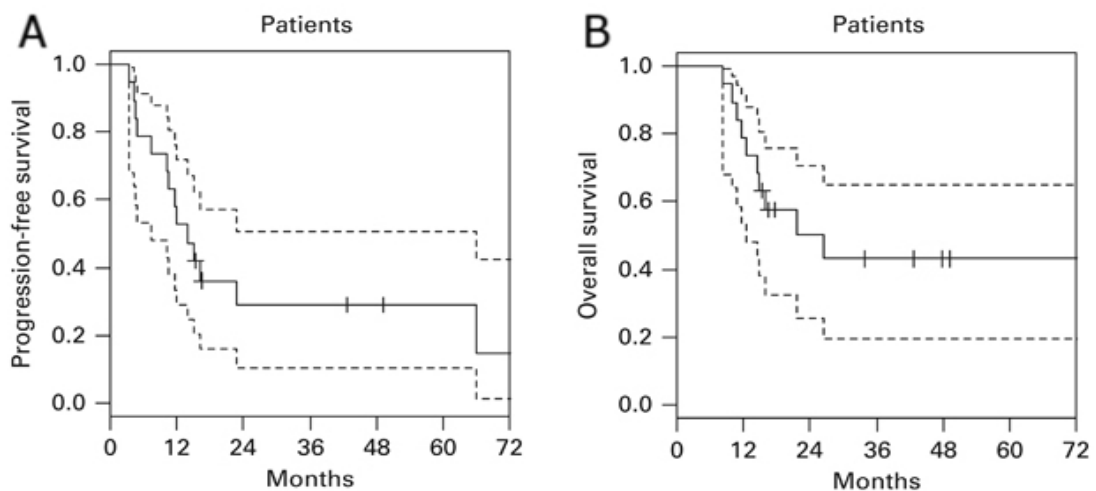 A
Patients
Progression-free survival
1.0
0.8
0.6
0.4
0.2
0.0
0 12 24 36 48 60 72
Months
B
Patients
Overall survival
1.0
0.8
0.6
0.4
0.2
0.0
0 12 24 36 48 60 72
Months